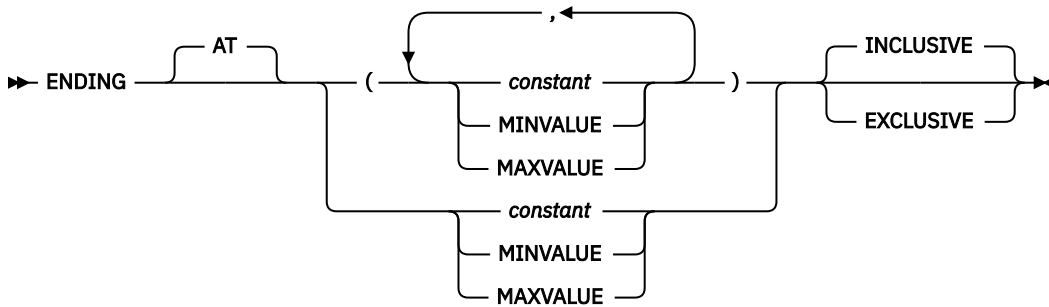 ,
AT
INCLUSIVE
ENDING ( constant )
MINVALUE
EXCLUSIVE
MAXVALUE
constant
MINVALUE
MAXVALUE